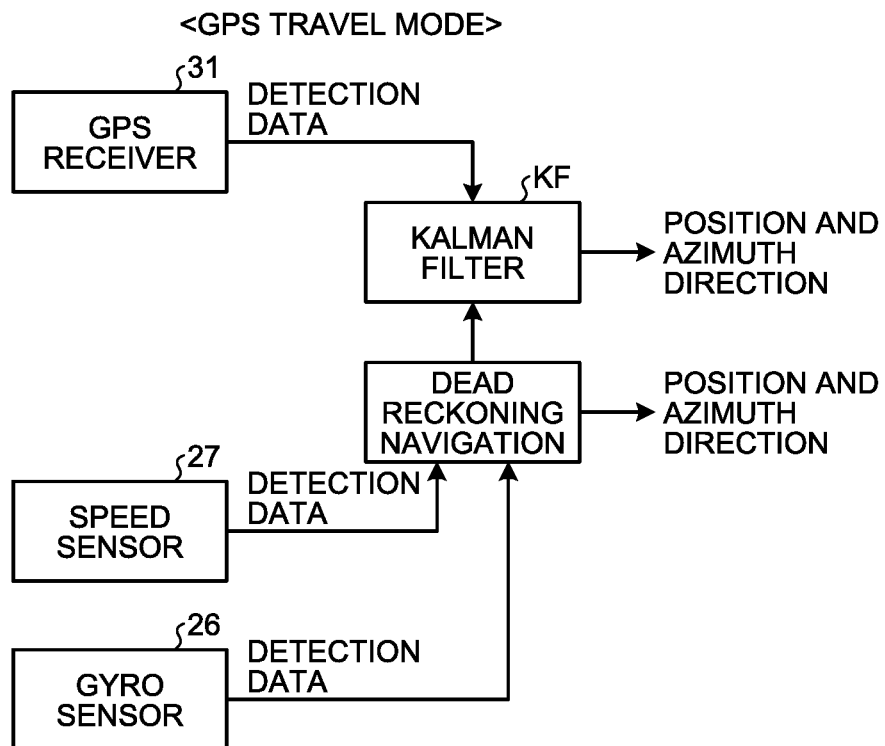 <GPS TRAVEL MODE>
31
GPS
RECEIVER
DETECTION
DATA
KF
KALMAN
FILTER
POSITION AND
AZIMUTH
DIRECTION
DEAD
RECKONING
NAVIGATION
POSITION AND
AZIMUTH
DIRECTION
27
SPEED
SENSOR
DETECTION
DATA
26
GYRO
SENSOR
DETECTION
DATA